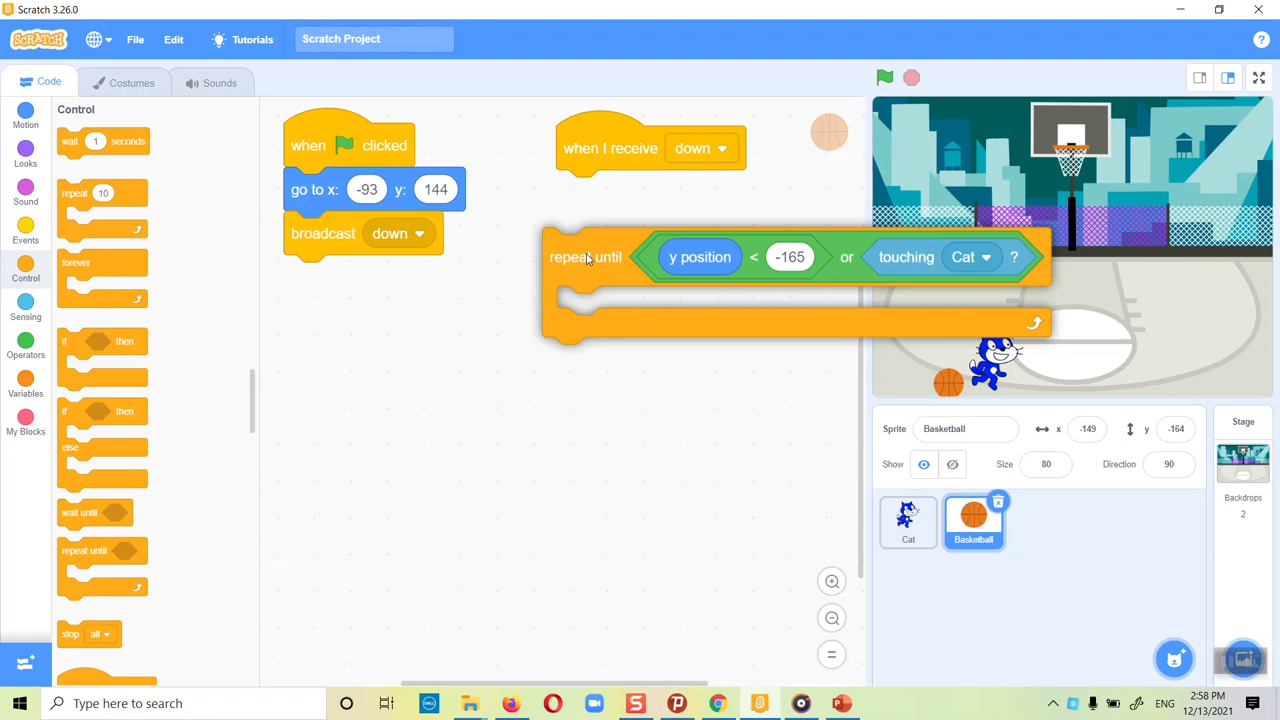 Scratch 3.26.0
SCRATCH File Edit Tutorials Scratch Project ?
Code Costumes Sounds
Motion
Looks
Sound
Events
Control
Sensing
Operators
Variables
My Blocks
Control
wait 1 seconds
repeat 10
forever
if then
if then
else
wait until
repeat until
stop all
when clicked
go to x: -93 y: 144
broadcast down
when I receive down
repeat until y position < -165 or touching Cat ?
Sprite Basketball x -149 y -164
Show Size 80 Direction 90
Cat
Basketball
Stage
Backdrops
2
Type here to search
ENG
2:58 PM
12/13/2021